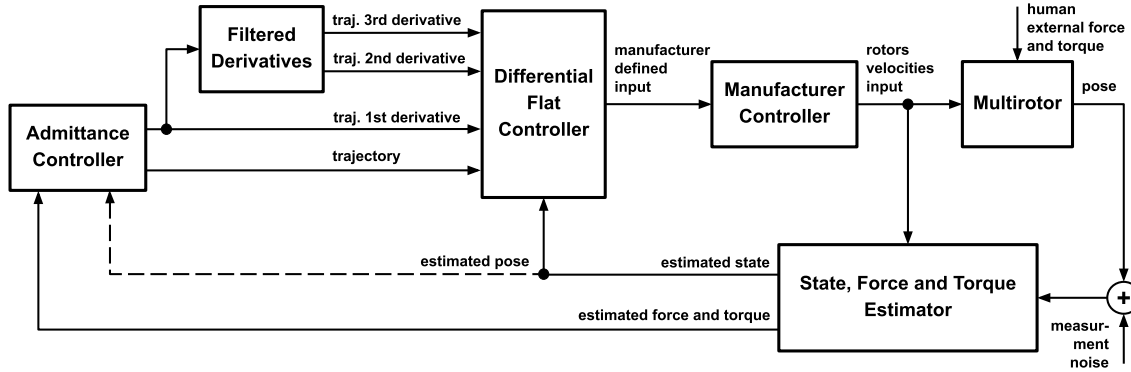 traj. 3rd derivative
Filtered
Derivatives
traj. 2nd derivative
Differential
Flat
Controller
manufacturer
defined
input
Manufacturer
Controller
rotors
velocities
input
human
external force
and torque
Multirotor
pose
Admittance
Controller
traj. 1st derivative
trajectory
estimated pose
estimated state
State, Force and Torque
Estimator
estimated force and torque
+
measur-
ment
noise